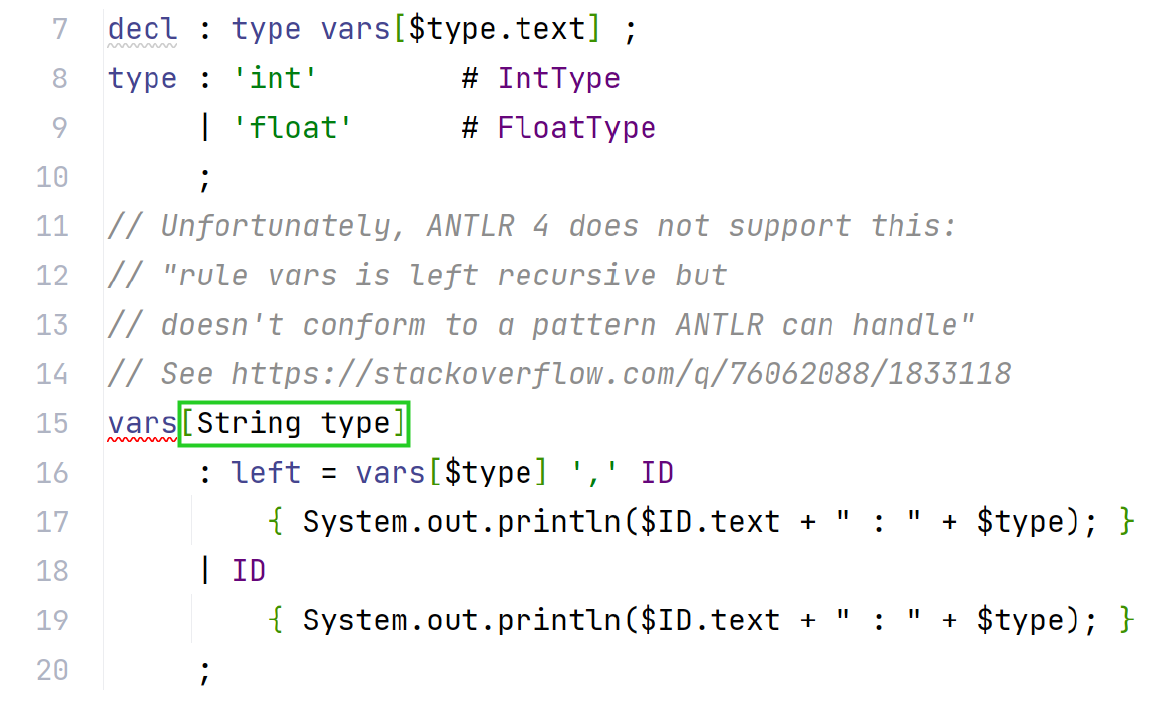 7 decl : type vars[$type.text] ;
8 type : 'int' # IntType
9 | 'float' # FloatType
10 ;
11 // Unfortunately, ANTLR 4 does not support this:
12 // "rule vars is left recursive but
13 // doesn't conform to a pattern ANTLR can handle"
14 // See https://stackoverflow.com/q/76062088/1833118
15 vars[String type]
16 : left = vars[$type] ',' ID
17 { System.out.println($ID.text + " : " + $type); }
18 | ID
19 { System.out.println($ID.text + " : " + $type); }
20 ;